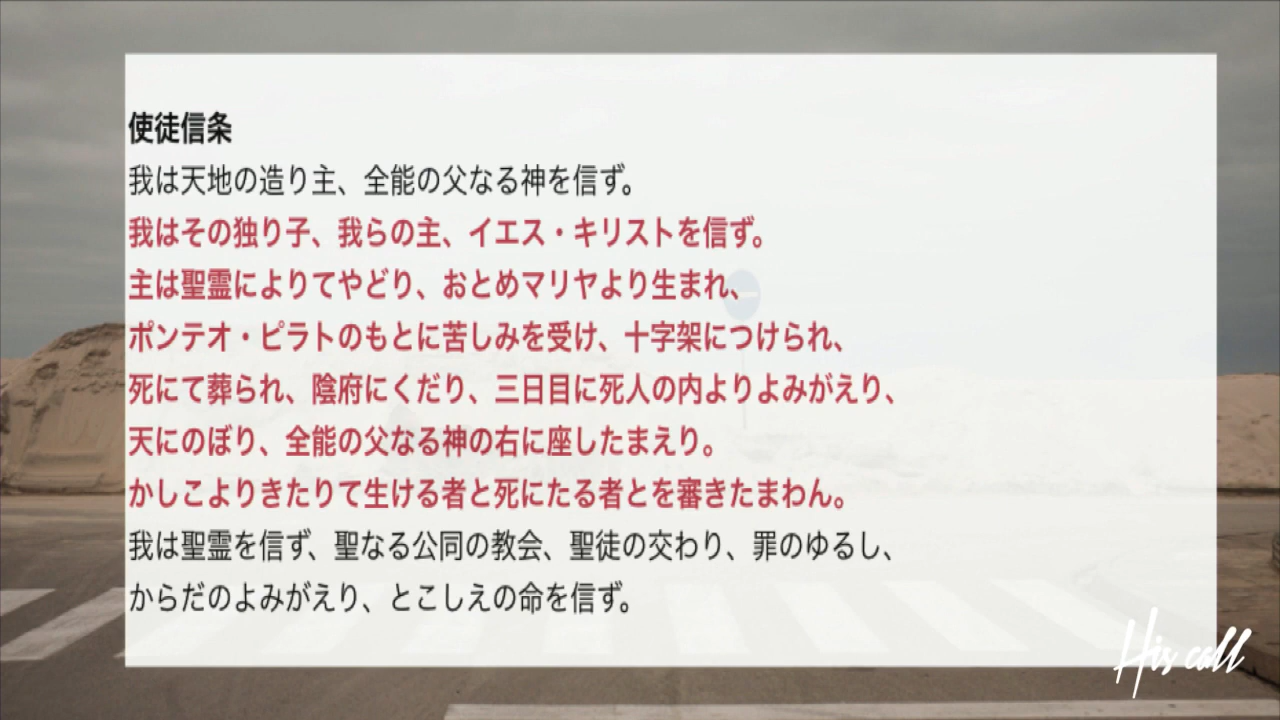 使徒信条
我は天地の造り主、全能の父なる神を信ず。
我はその独り子、我らの主、イエス・キリストを信ず。
主は聖霊によりてやどり、おとめマリヤより生まれ、
ポンテオ・ピラトのもとに苦しみを受け、十字架につけられ、
死にて葬られ、陰府にくだり、三日目に死人の内よりよみがえり、
天にのぼり、全能の父なる神の右に座したまえり。
かしこよりきたりて生ける者と死にたる者とを審きたまわん。
我は聖霊を信ず、聖なる公同の教会、聖徒の交わり、罪のゆるし、
からだのよみがえり、とこしえの命を信ず。
His call